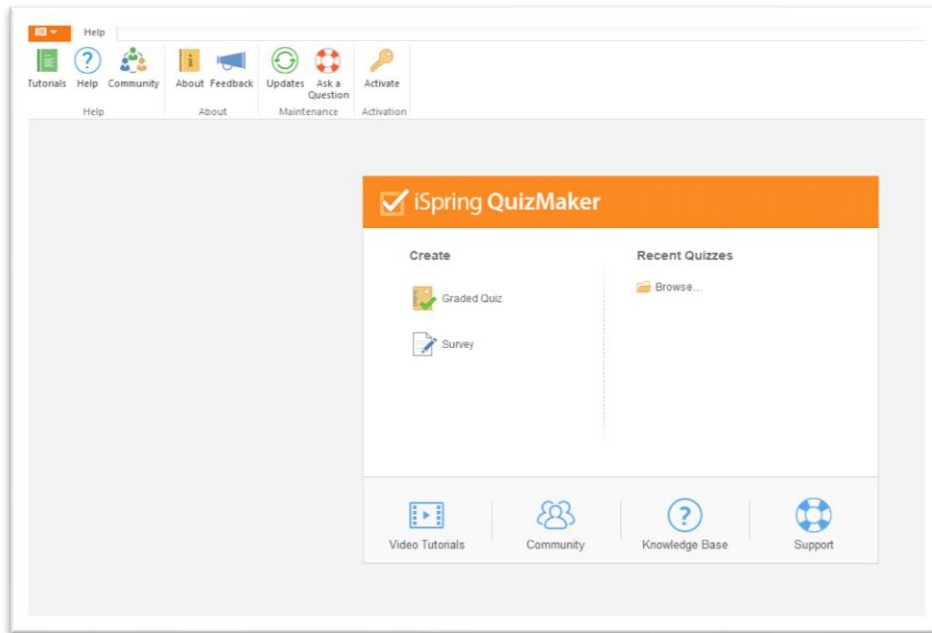 Help
Tutorials Help Community About Feedback Updates Ask a Question Activate
Help About Maintenance Activation
iSpring QuizMaker
Create Recent Quizzes
Graded Quiz Browse...
Survey
Video Tutorials Community Knowledge Base Support